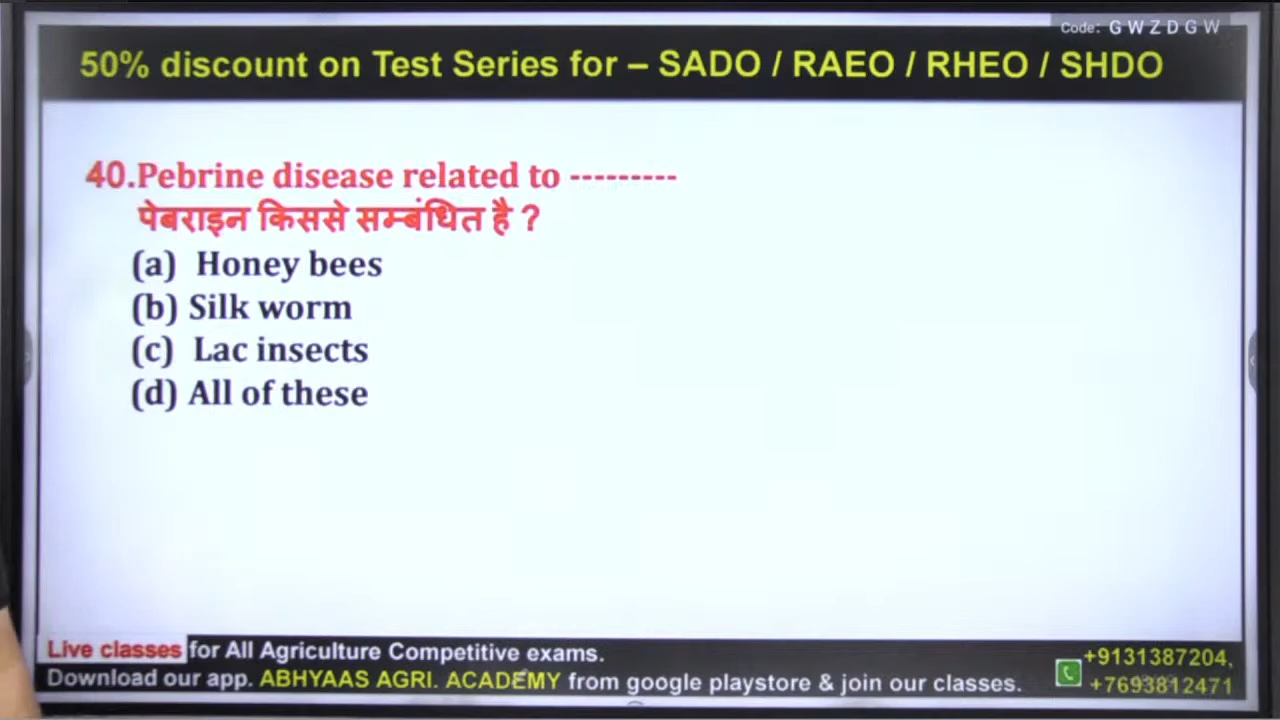 Code: G W Z D G W
50% discount on Test Series for – SADO / RAEO / RHEO / SHDO
40.Pebrine disease related to ---------
पेबराइन किससे सम्बंधित है ?
(a) Honey bees
(b) Silk worm
(c) Lac insects
(d) All of these
Live classes for All Agriculture Competitive exams.
Download our app. ABHYAAS AGRI. ACADEMY from google playstore & join our classes.
+9131387204,
+7693812471